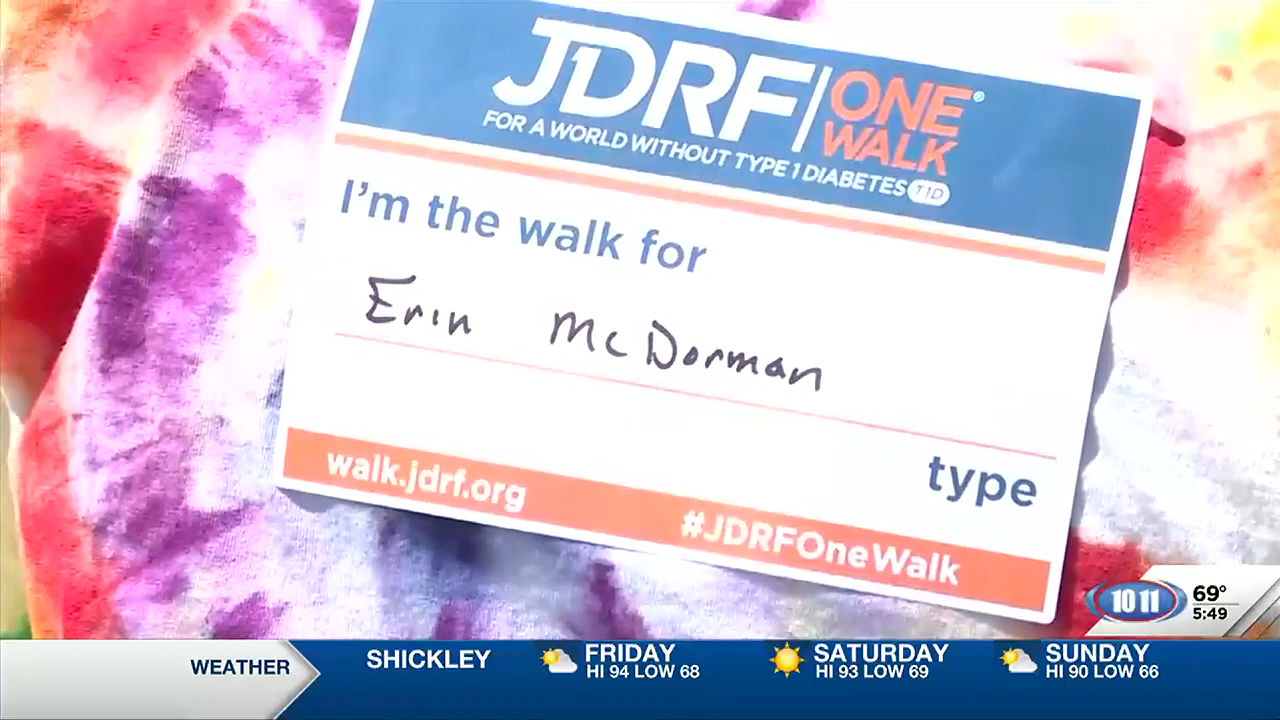 JDRF | ONE WALK®
FOR A WORLD WITHOUT TYPE 1 DIABETES T1D
I'm the walk for
Erin McDorman
type
walk.jdrf.org
#JDRFOneWalk
10 11
69°
5:49
WEATHER
SHICKLEY
FRIDAY
HI 94 LOW 68
SATURDAY
HI 93 LOW 69
SUNDAY
HI 90 LOW 66